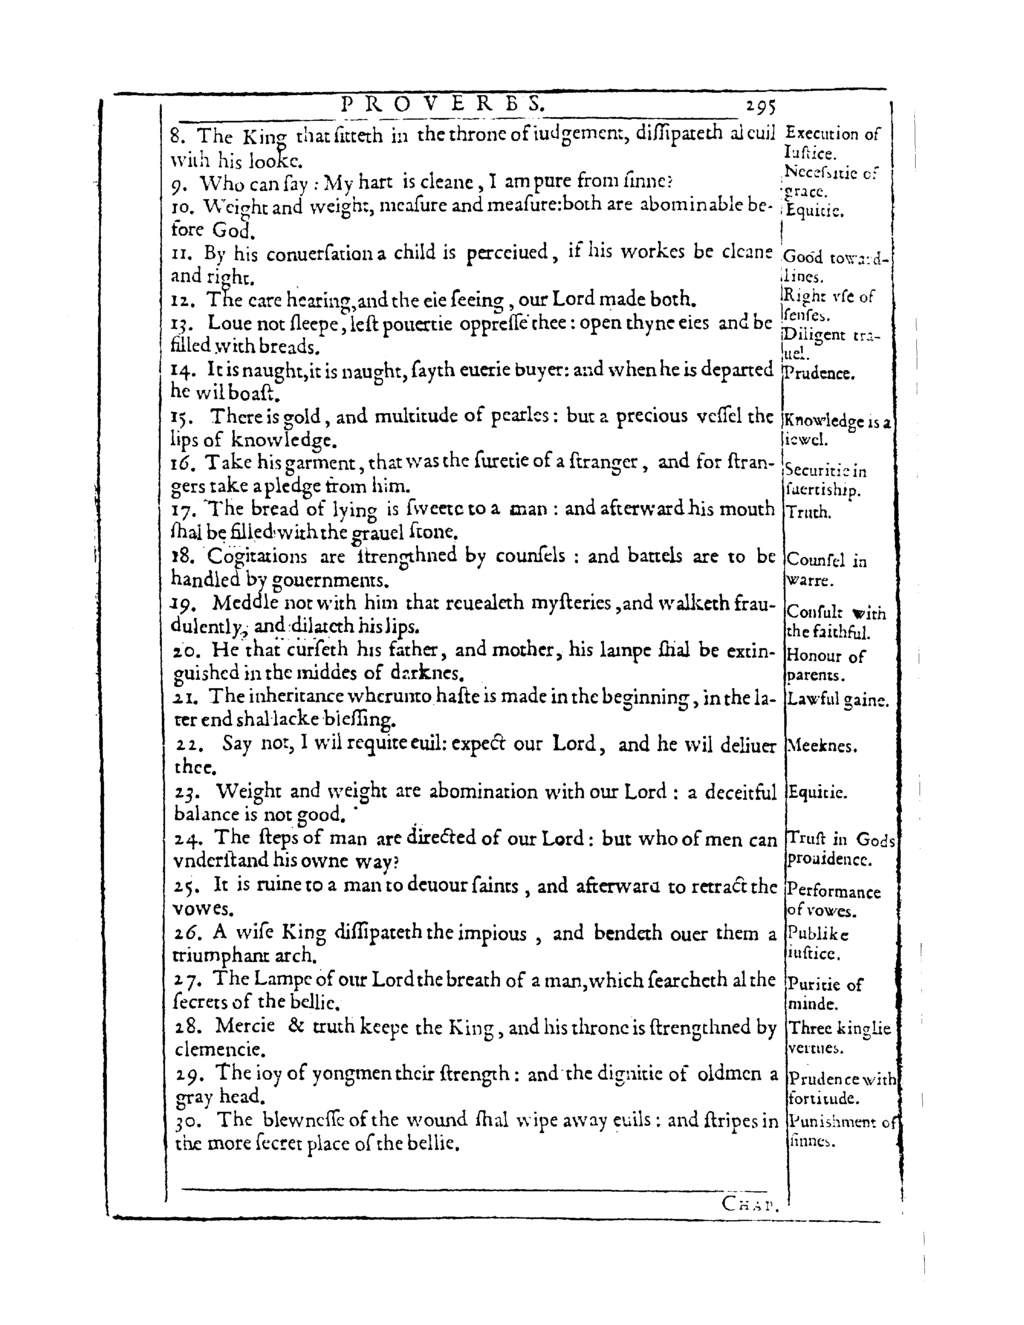 PROVERBS. 295
8. The King that ſitteth in the throne of iudgement, diſſipateth al euil
with his looke.
9. Who can ſay : My hart is cleane, I am pure from ſinne?
10. Weight and weight, meaſure and meaſure: both are abominable be-
fore God.
11. By his conuerſation a child is perceiued, if his workes be cleane
and right.
12. The eare hearing, and the eie ſeeing, our Lord made both.
13. Loue not ſleepe, leſt pouertie oppreſſe thee : open thyne eies and be
filled with breads.
14. It is naught, it is naught, ſayth euerie buyer: and when he is departed
he wil boaſt.
15. There is gold, and multitude of pearles : but a precious veſſel the
lips of knowledge.
16. Take his garment, that was the ſuretie of a ſtranger, and for ſtran-
gers take a pledge from him.
17. The bread of lying is ſweete to a man : and afterward his mouth
ſhal be filled with the grauel ſtone.
18. Cogitations are ſtrengthned by counſels : and battels are to be
handled by gouernments.
19. Meddle not with him that reuealeth myſteries, and walketh frau-
dulently, and dilateth his lips.
20. He that curſeth his father, and mother, his lampe ſhal be extin-
guished in the middes of darknes.
21. The inheritance wherunto haſte is made in the beginning, in the la-
ter end shal lacke bleſſing.
22. Say not, I wil requite euil: expect our Lord, and he wil deliuer
thee.
23. Weight and weight are abomination with our Lord : a deceitful
balance is not good.
24. The ſteps of man are directed of our Lord : but who of men can
vnderſtand his owne way?
25. It is ruine to a man to deuour ſaints, and afterward to retract the
vowes.
26. A wiſe King diſſipateth the impious, and bendeth ouer them a
triumphant arch.
27. The Lampe of our Lord the breath of a man, which ſearcheth al the
ſecrets of the bellie.
28. Mercie & truth keepe the King, and his throne is ſtrengthned by
clemencie.
29. The ioy of yongmen their ſtrength : and the dignitie of oldmen a
gray head.
30. The blewneſſe of the wound ſhal wipe away euils : and ſtripes in
the more ſecret place of the bellie.
Execution of
Iuſtice.
Neceſsitie of
grace.
Equitie.
Good toward-
lines.
Right vſe of
ſenſes.
Diligent tra-
uel.
Prudence.
Knowledge is a
iewel.
Securitie in
ſuertiship.
Truth.
Counſel in
warre.
Conſult with
the faithful.
Honour of
parents.
Lawful gaine.
Meeknes.
Equitie.
Truſt in Gods
prouidence.
Performance
of vowes.
Publike
iuſtice.
Puritie of
minde.
Three kinglie
vertues.
Prudence with
fortitude.
Punishment of
ſinnes.
CHAP.